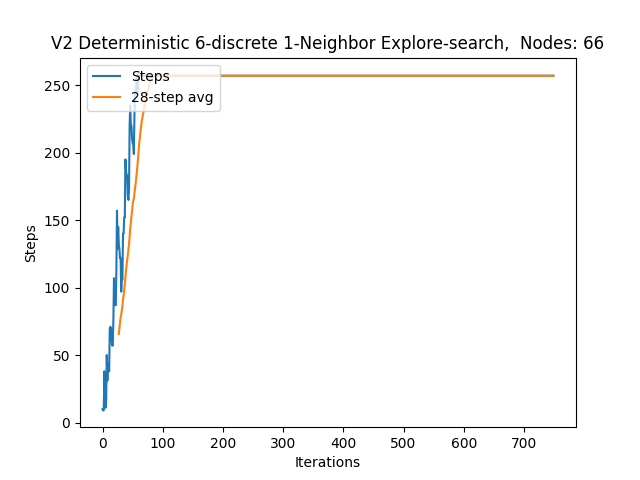 V2 Deterministic 6-discrete 1-Neighbor Explore-search,  Nodes: 66
Steps
28-step avg
250
200
150
100
50
0
Steps
0 100 200 300 400 500 600 700
Iterations